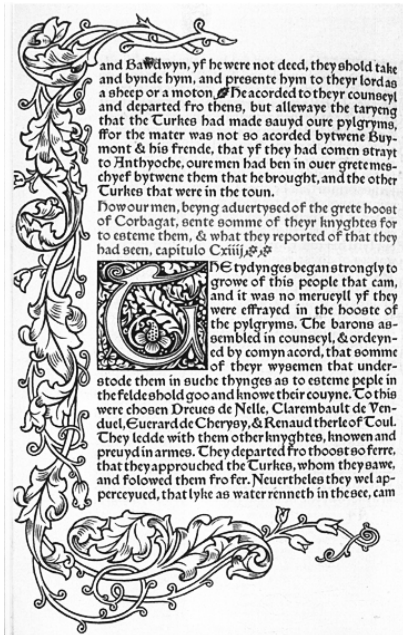 and Bawdwyn, yf he were not deed, they shold take
and bynde hym, and presente hym to theyr lord as
a sheep or a moton. He acorded to theyr counseyl
and departed fro thens, but allewaye the taryeng
that the Turkes had made sauyd oure pylgryms,
ffor the mater was not so acorded bytwene Buy-
mont & his frende, that yf they had comen strayt
to Anthyoche, oure men had ben in ouer grete mes-
chyef bytwene them that he brought, and the other
Turkes that were in the toun.
How our men, beyng aduertysed of the grete hoost
of Corbagat, sente somme of theyr knyghtes for
to esteme them, & what they reported of that they
had seen, capitulo Cxiiij.
THE tydynges began strongly to
growe of this people that cam,
and it was no merueyll yf they
were effrayed in the hooste of
the pylgryms. The barons as-
sembled in counseyl, & ordeyn-
ed by comyn acord, that somme
of theyr wysemen that under-
stode them in suche thynges as to esteme peple in
the felde shold goo and knowe their couyne. To this
were chosen Dreues de Nelle, Clarembault de Ven-
duel, Euerard de Cherysy, & Renaud therle of Toul.
They ledde with them other knyghtes, knowen and
preuyd in armes. They departed fro thoost so ferre,
that they approuched the Turkes, whom they sawe,
and folowed them fro fer. Neuertheles they wel ap-
perceyued, that lyke as water renneth in the see, cam